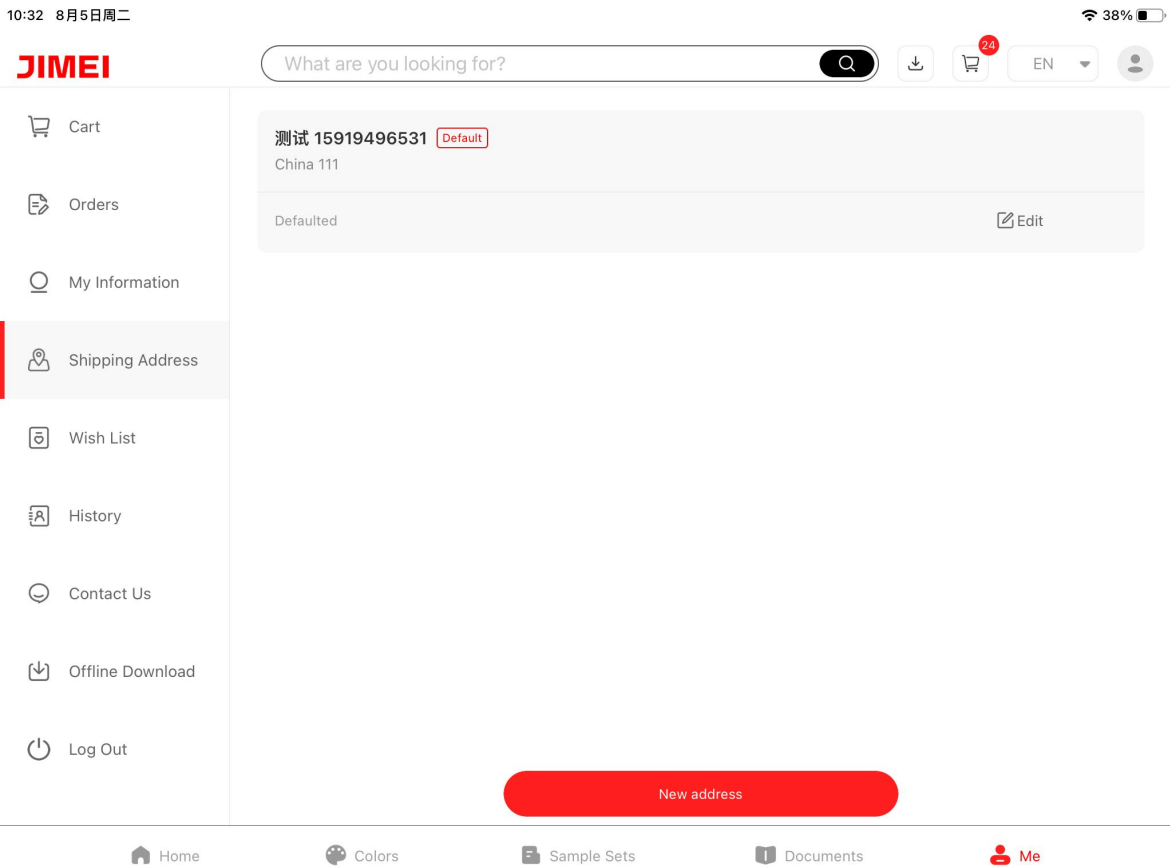 10:32 8月5日周二
38%
JIMEI
What are you looking for?
24
EN
Cart
Orders
My Information
Shipping Address
Wish List
History
Contact Us
Offline Download
Log Out
测试 15919496531 Default
China 111
Defaulted
Edit
New address
Home
Colors
Sample Sets
Documents
Me